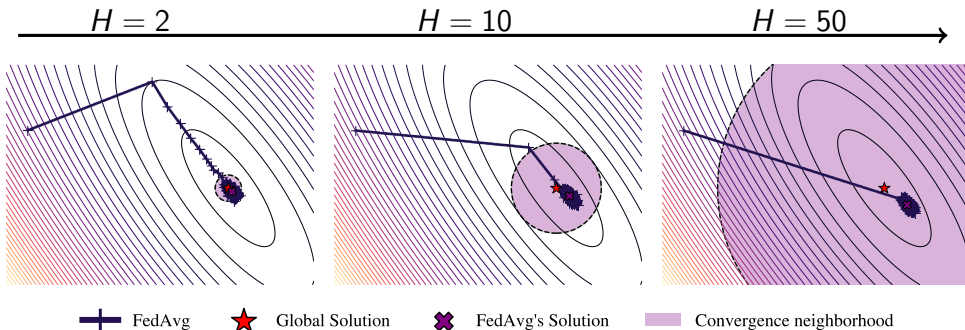 H = 2 H = 10 H = 50
FedAvg Global Solution FedAvg's Solution Convergence neighborhood